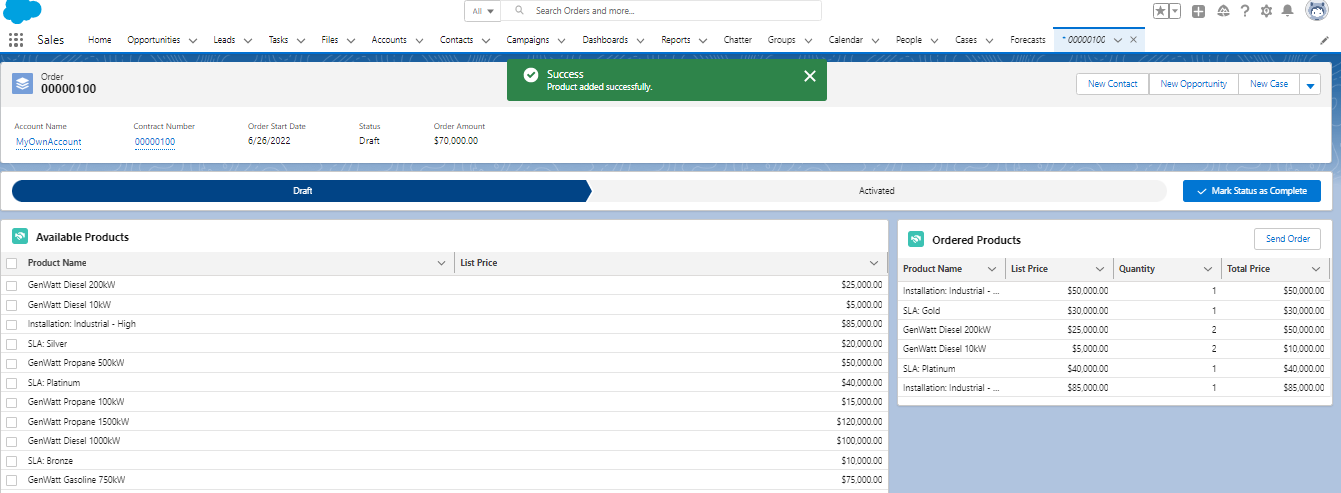 All
Search Orders and more...
Sales
Home Opportunities Leads Tasks Files Accounts Contacts Campaigns Dashboards Reports Chatter Groups Calendar People Cases Forecasts * 00000100
Success
Product added successfully.
Order
00000100
New Contact New Opportunity New Case
Account Name Contract Number Order Start Date Status Order Amount
MyOwnAccount 00000100 6/26/2022 Draft $70,000.00
Draft Activated Mark Status as Complete
Available Products
Product Name List Price
GenWatt Diesel 200kW $25,000.00
GenWatt Diesel 10kW $5,000.00
Installation: Industrial - High $85,000.00
SLA: Silver $20,000.00
GenWatt Propane 500kW $50,000.00
SLA: Platinum $40,000.00
GenWatt Propane 100kW $15,000.00
GenWatt Propane 1500kW $120,000.00
GenWatt Diesel 1000kW $100,000.00
SLA: Bronze $10,000.00
GenWatt Gasoline 750kW $75,000.00
Ordered Products Send Order
Product Name List Price Quantity Total Price
Installation: Industrial - ... $50,000.00 1 $50,000.00
SLA: Gold $30,000.00 1 $30,000.00
GenWatt Diesel 200kW $25,000.00 2 $50,000.00
GenWatt Diesel 10kW $5,000.00 2 $10,000.00
SLA: Platinum $40,000.00 1 $40,000.00
Installation: Industrial - ... $85,000.00 1 $85,000.00